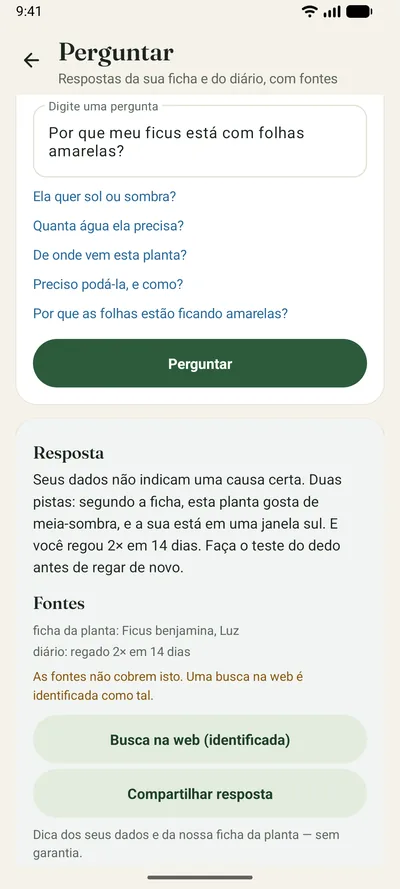 9:41
Perguntar
Respostas da sua ficha e do diário, com fontes
Digite uma pergunta
Por que meu ficus está com folhas
amarelas?
Ela quer sol ou sombra?
Quanta água ela precisa?
De onde vem esta planta?
Preciso podá-la, e como?
Por que as folhas estão ficando amarelas?
Perguntar
Resposta
Seus dados não indicam uma causa certa. Duas
pistas: segundo a ficha, esta planta gosta de
meia-sombra, e a sua está em uma janela sul. E
você regou 2× em 14 dias. Faça o teste do dedo
antes de regar de novo.
Fontes
ficha da planta: Ficus benjamina, Luz
diário: regado 2× em 14 dias
As fontes não cobrem isto. Uma busca na web é
identificada como tal.
Busca na web (identificada)
Compartilhar resposta
Dica dos seus dados e da nossa ficha da planta — sem
garantia.